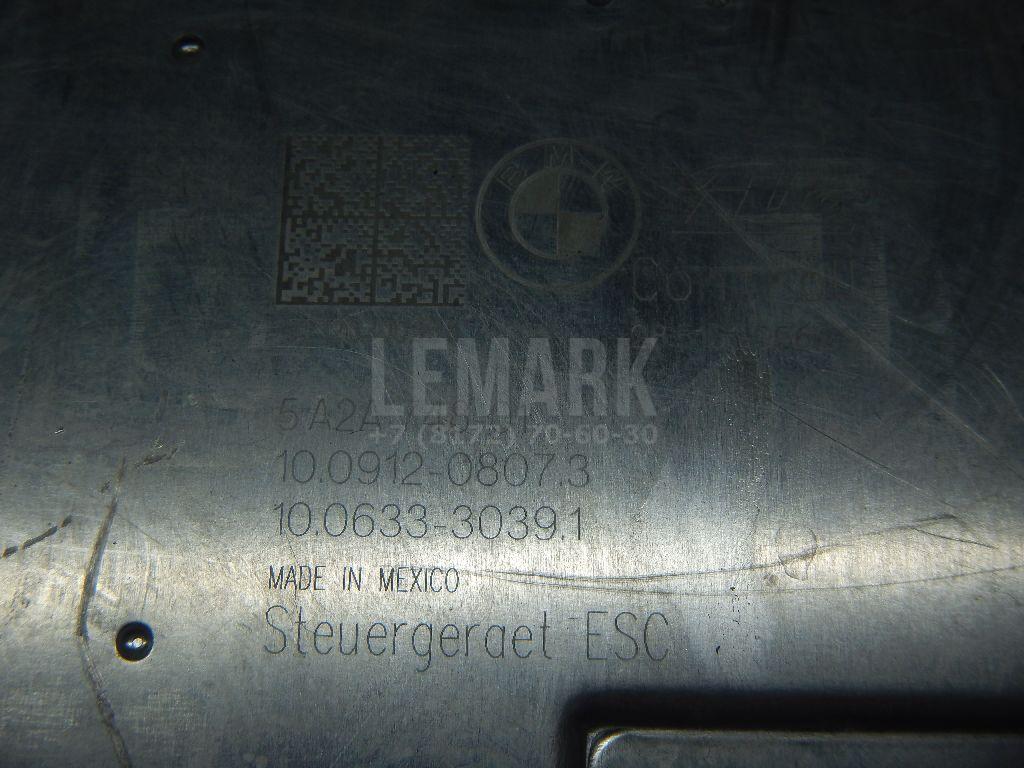 BMW
LEMARK
+7 (8172) 70-60-30
10.0912-0807.3
10.0633-3039.1
MADE IN MEXICO
Steuergeraet ESC